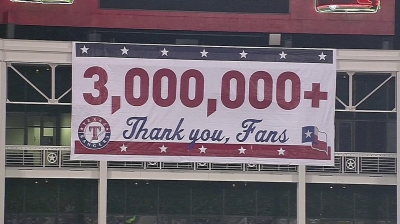 3,000,000+
Thank you, Fans
T